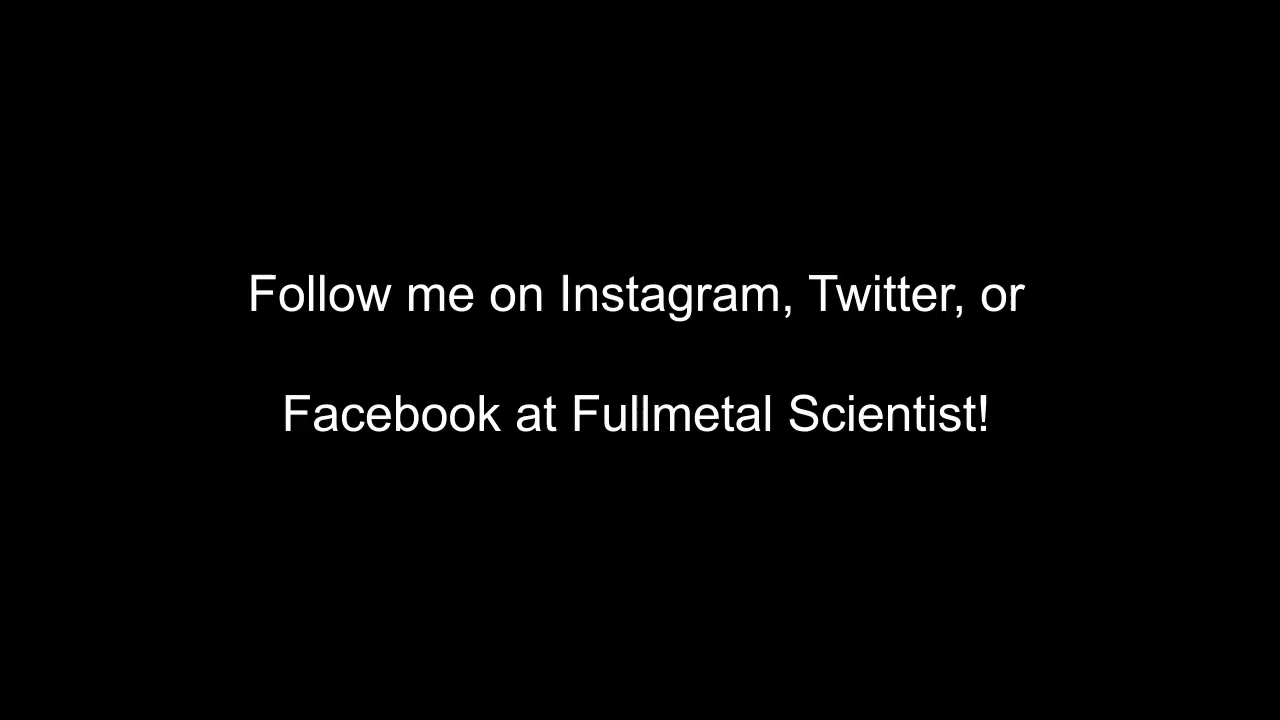 Follow me on Instagram, Twitter, or
Facebook at Fullmetal Scientist!